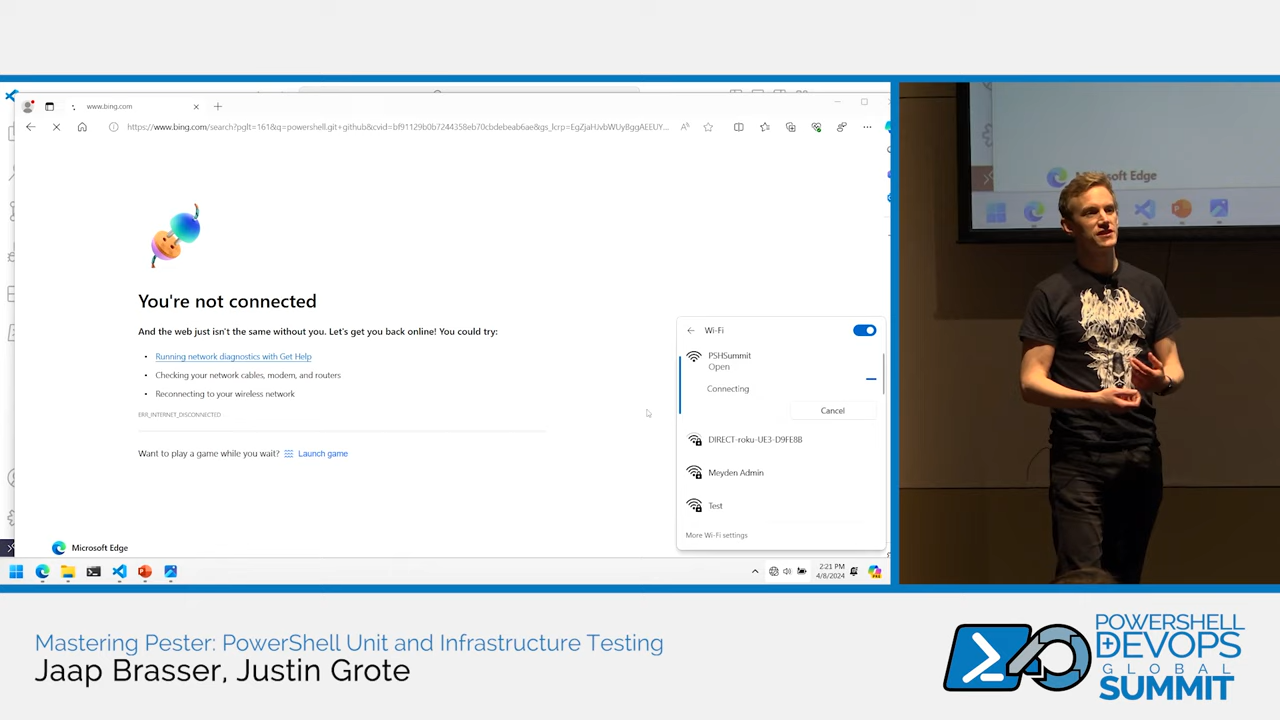 www.bing.com
https://www.bing.com/search?pglt=161&q=powershell.git+github&cvid=bf91129b0b7244358eb70cbdebeab6ae&gs_lcrp=
You're not connected
And the web just isn't the same without you. Let's get you back online! You could try:
• Running network diagnostics with Get Help
• Checking your network cables, modem, and routers
• Reconnecting to your wireless network
ERR_INTERNET_DISCONNECTED
Want to play a game while you wait? Launch game
Microsoft Edge
Wi-Fi
PSHSummit
Open
Connecting
Cancel
DIRECT-roku-UE3-D9FE8B
Meyden Admin
Test
More Wi-Fi settings
2:21 PM
4/8/2024
Edge
Mastering Pester: PowerShell Unit and Infrastructure Testing
Jaap Brasser, Justin Grote
POWERSHELL
+DEVOPS
GLOBAL
SUMMIT